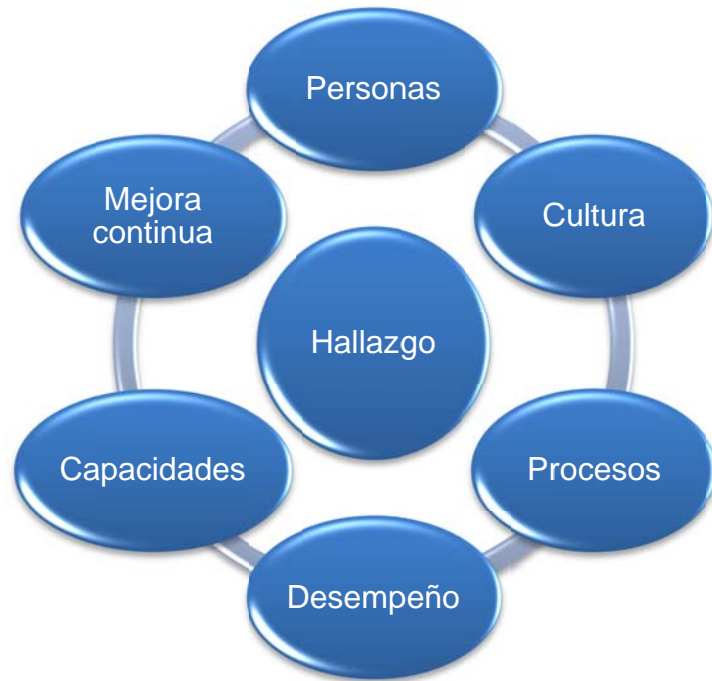 Personas
Mejora
continua
Cultura
Hallazgo
Capacidades
Procesos
Desempeño